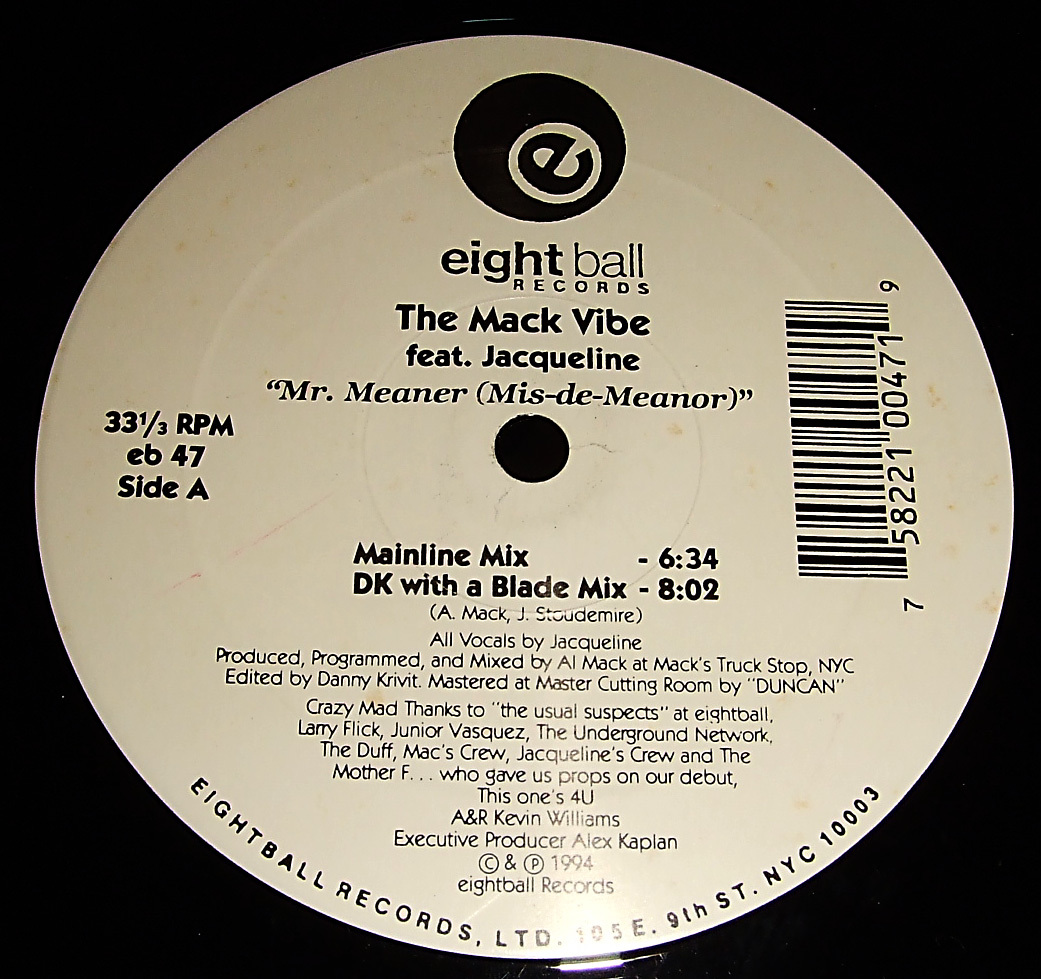 e
eight ball
RECORDS
The Mack Vibe
feat. Jacqueline
“Mr. Meaner (Mis-de-Meanor)”
33⅓ RPM
eb 47
Side A
7 58221 00471 9
Mainline Mix - 6:34
DK with a Blade Mix - 8:02
(A. Mack, J. Stoudemire)
All Vocals by Jacqueline
Produced, Programmed, and Mixed by Al Mack at Mack's Truck Stop, NYC
Edited by Danny Krivit. Mastered at Master Cutting Room by "DUNCAN"
Crazy Mad Thanks to "the usual suspects" at eightball,
Larry Flick, Junior Vasquez, The Underground Network,
The Duff, Mac's Crew, Jacqueline's Crew and The
Mother F... who gave us props on our debut,
This one's 4U
A&R Kevin Williams
Executive Producer Alex Kaplan
© & ℗ 1994
eightball Records
EIGHTBALL RECORDS, LTD. 105 E. 9th ST. NYC 10003